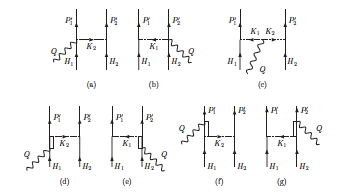 P′₁ P′₂ P′₁ P′₂ P′₁ P′₂
K₂ K₁ K₁ K₂
Q H₁ H₂ H₁ H₂ Q H₁ Q H₂
(a) (b) (c)
P′₁ P′₂ P′₁ P′₂ P′₁ P′₂ P′₁ P′₂
Q K₂ K₁ Q K₂ K₁ Q
H₁ H₂ H₁ H₂ Q H₁ H₂ H₁ H₂
(d) (e) (f) (g)